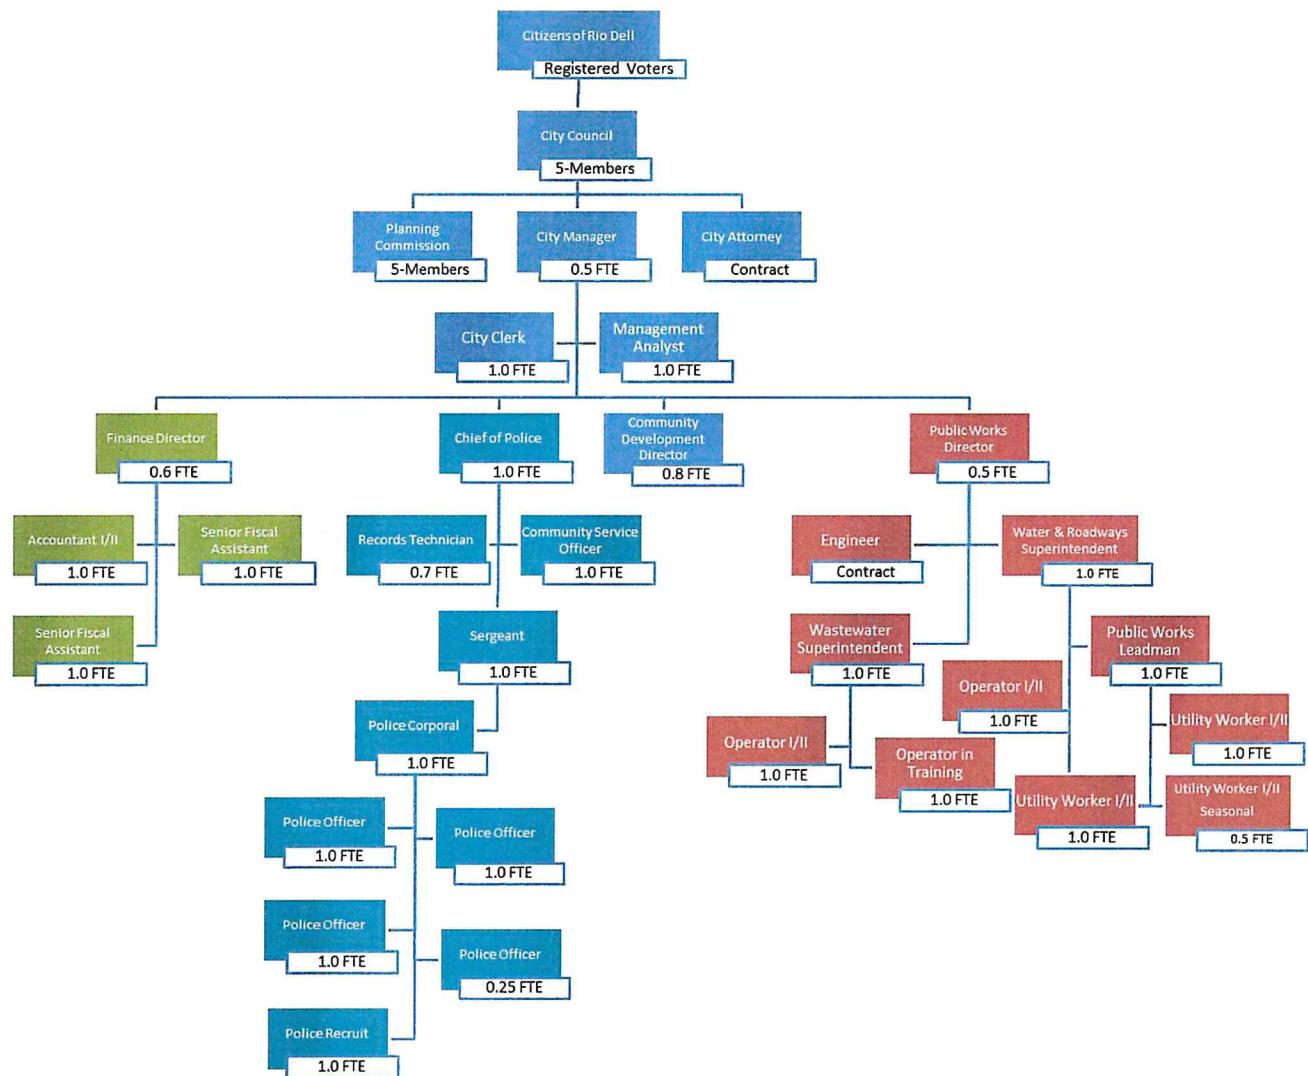 Citizens of Rio Dell
Registered Voters
City Council
5-Members
Planning
Commission
5-Members
City Manager
0.5 FTE
City Attorney
Contract
City Clerk
1.0 FTE
Management
Analyst
1.0 FTE
Finance Director
0.6 FTE
Chief of Police
1.0 FTE
Community
Development
Director
0.8 FTE
Public Works
Director
0.5 FTE
Accountant I/II
1.0 FTE
Senior Fiscal
Assistant
1.0 FTE
Records Technician
0.7 FTE
Community Service
Officer
1.0 FTE
Engineer
Contract
Water & Roadways
Superintendent
1.0 FTE
Senior Fiscal
Assistant
1.0 FTE
Sergeant
1.0 FTE
Wastewater
Superintendent
1.0 FTE
Public Works
Leadman
1.0 FTE
Operator I/II
1.0 FTE
Police Corporal
1.0 FTE
Operator I/II
1.0 FTE
Operator in
Training
1.0 FTE
Utility Worker I/II
1.0 FTE
Utility Worker I/II
1.0 FTE
Utility Worker I/II
Seasonal
0.5 FTE
Police Officer
1.0 FTE
Police Officer
1.0 FTE
Police Officer
1.0 FTE
Police Officer
0.25 FTE
Police Recruit
1.0 FTE